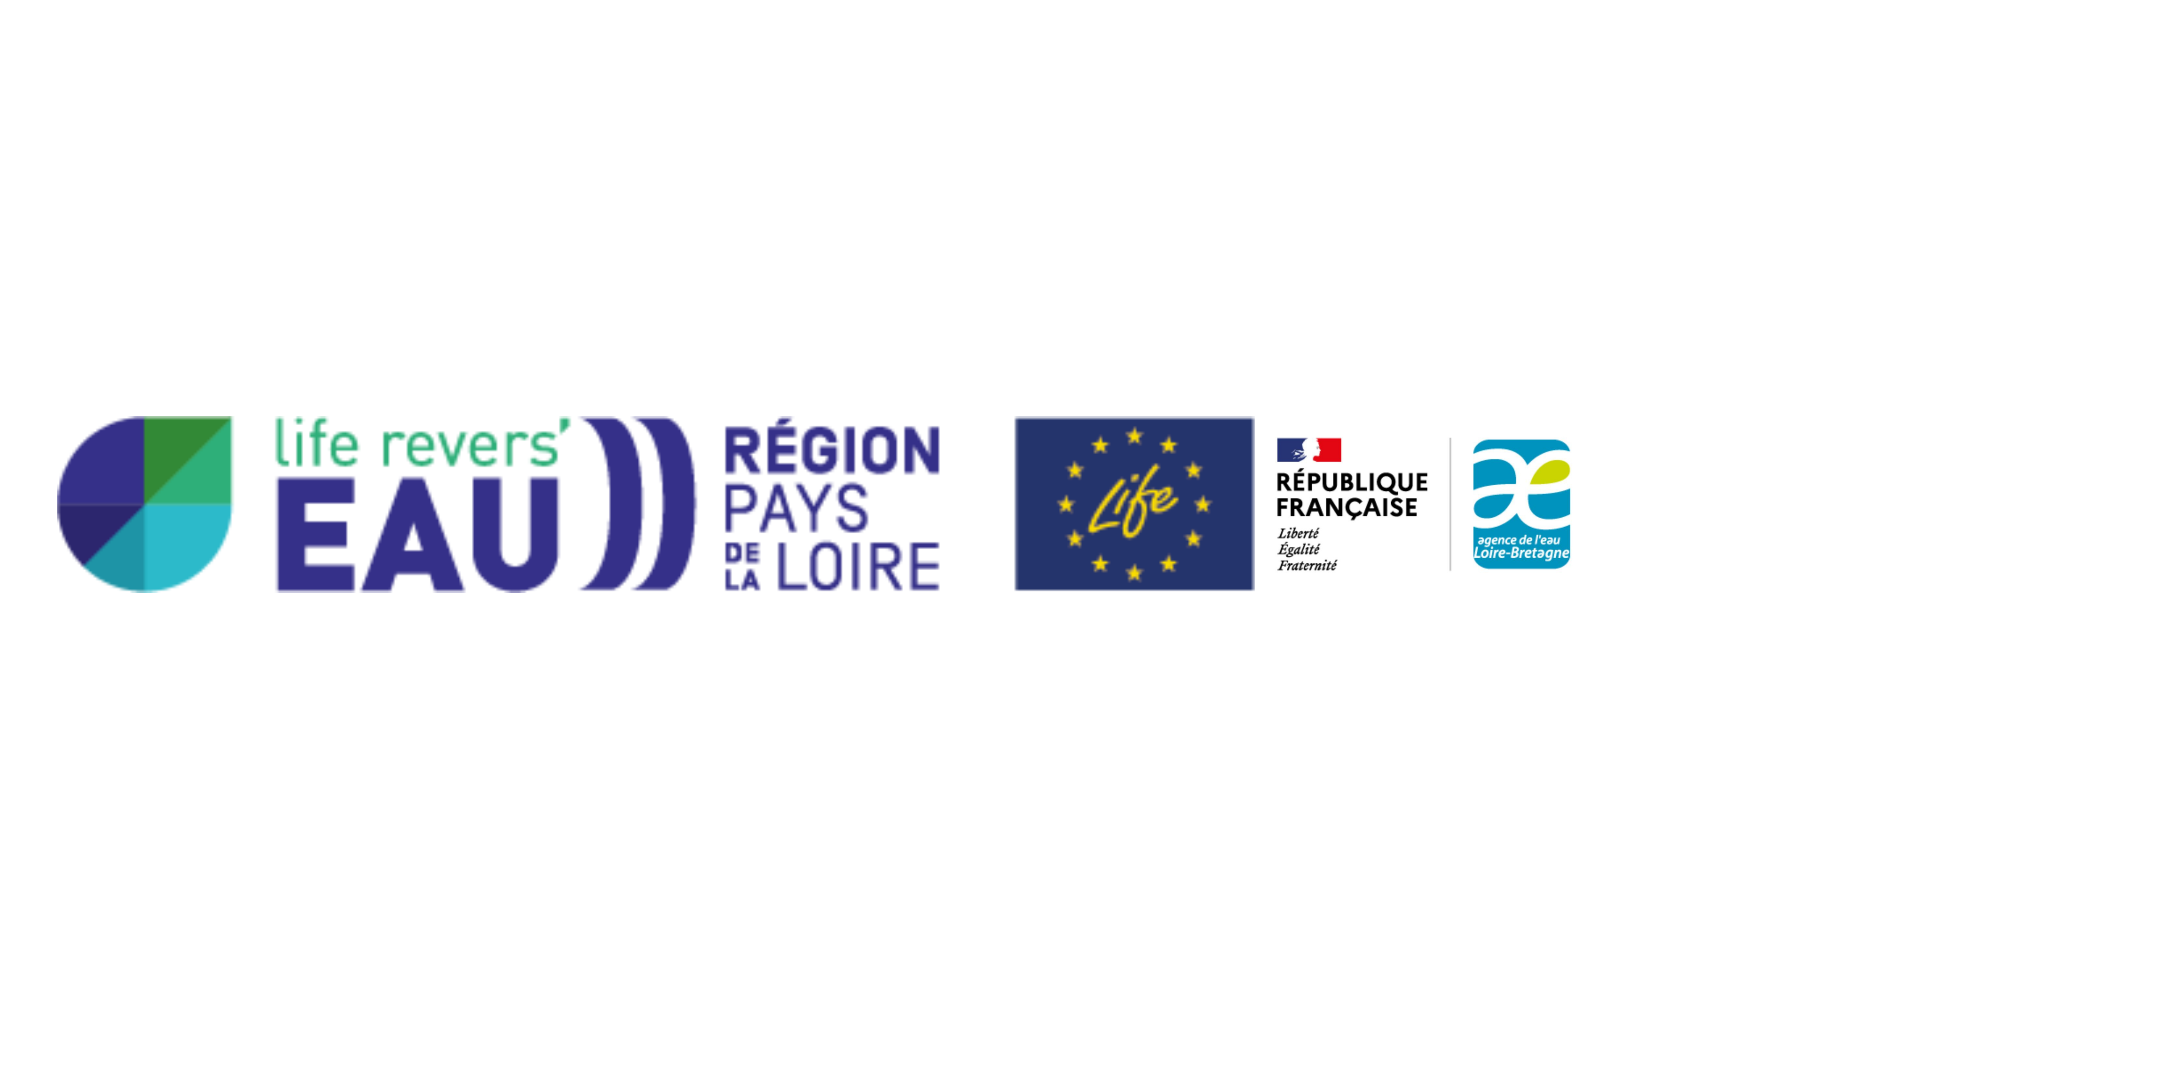 life revers'
EAU
RÉGION
PAYS
DE LA LOIRE
Life
RÉPUBLIQUE
FRANÇAISE
Liberté
Égalité
Fraternité
æ
agence de l'eau
Loire-Bretagne